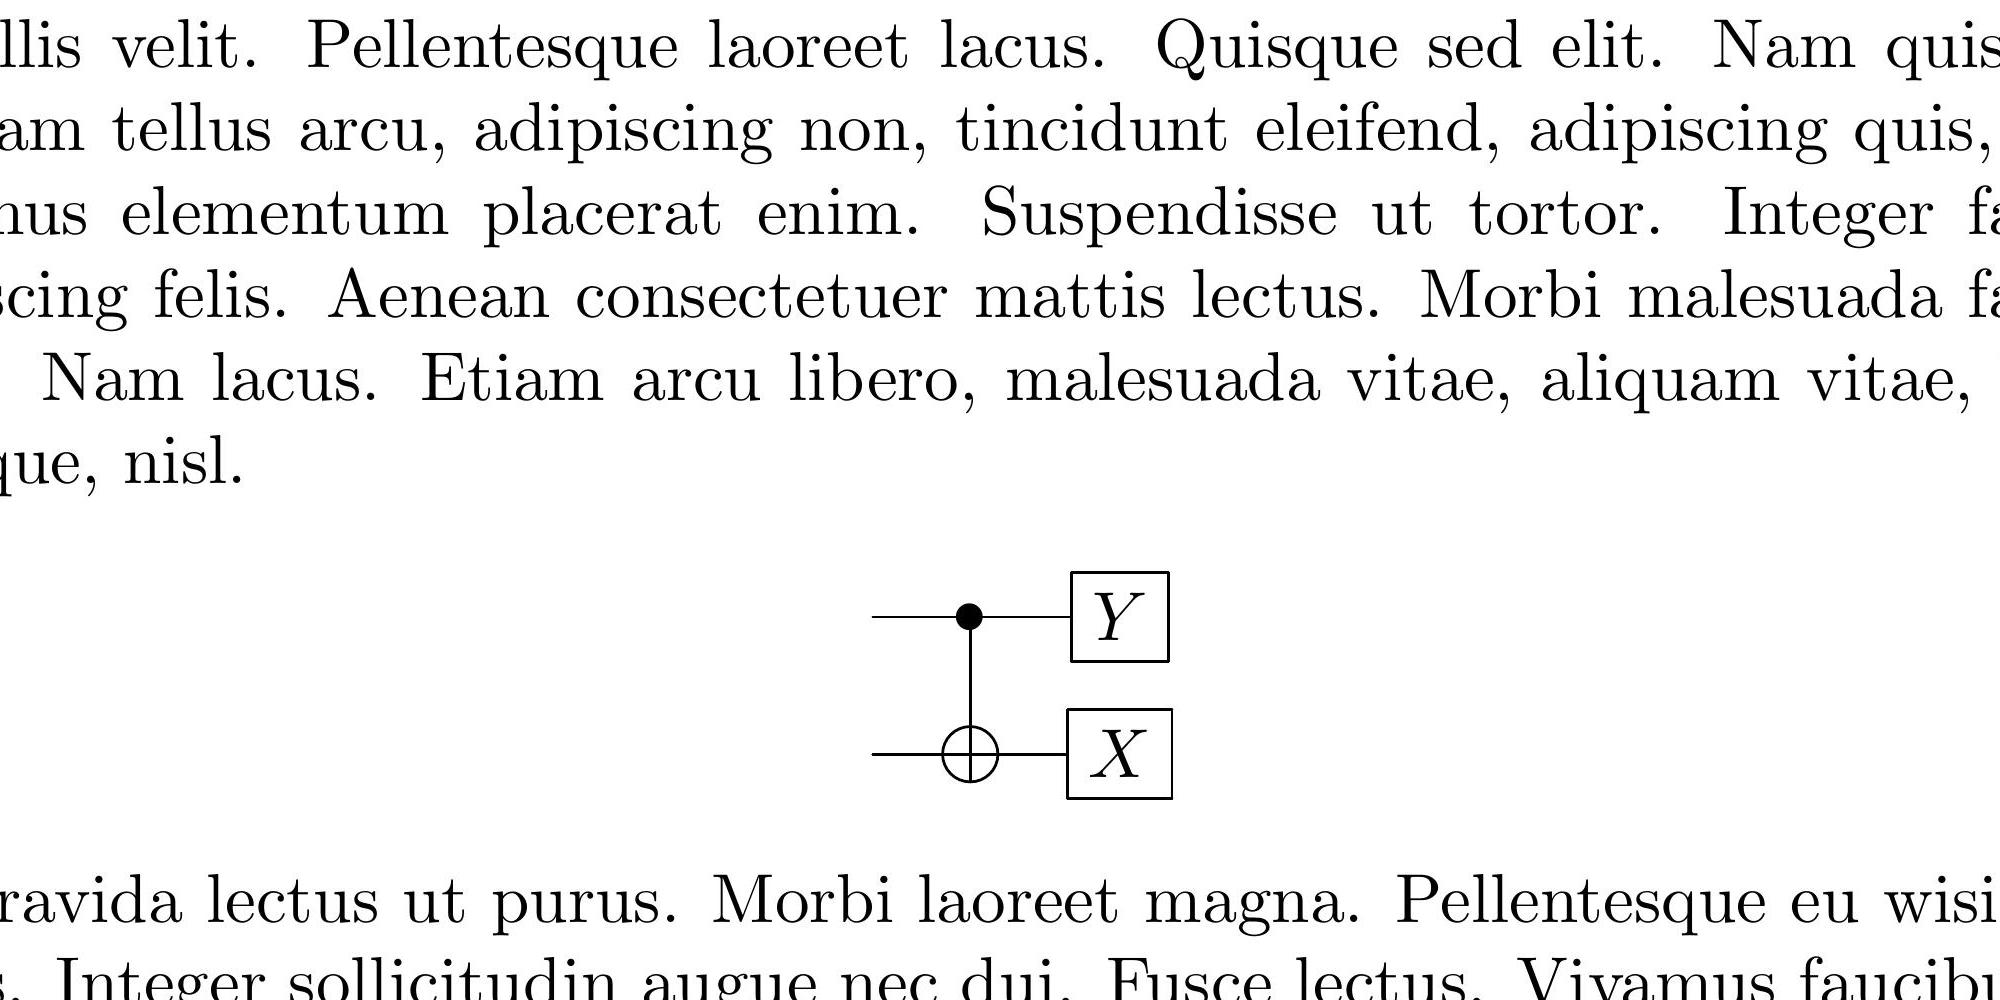 llis velit. Pellentesque laoreet lacus. Quisque sed elit. Nam quis
am tellus arcu, adipiscing non, tincidunt eleifend, adipiscing quis,
nus elementum placerat enim. Suspendisse ut tortor. Integer fa
scing felis. Aenean consectetuer mattis lectus. Morbi malesuada fa
Nam lacus. Etiam arcu libero, malesuada vitae, aliquam vitae,
que, nisl.
Y
X
ravida lectus ut purus. Morbi laoreet magna. Pellentesque eu wisi
s. Integer sollicitudin augue nec dui. Fusce lectus. Vivamus faucibu